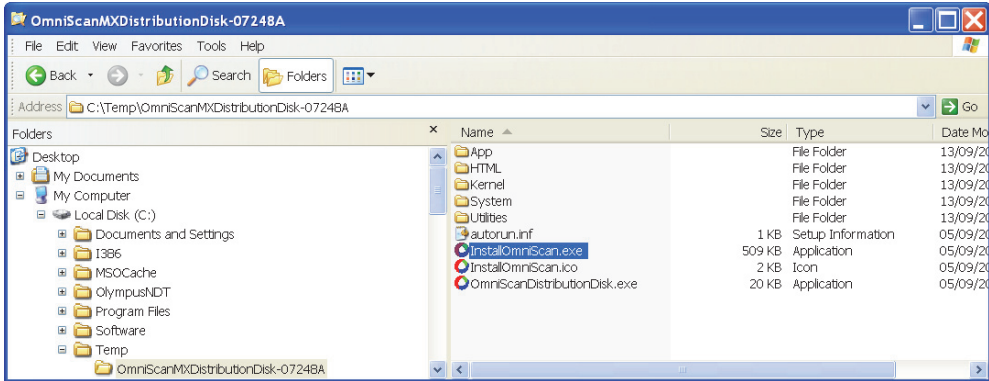 OmniScanMXDistributionDisk-07248A
File Edit View Favorites Tools Help
Back Search Folders
Address C:\Temp\OmniScanMXDistributionDisk-07248A Go
Folders x
Desktop
My Documents
My Computer
Local Disk (C:)
Documents and Settings
I386
MSOCache
OlympusNDT
Program Files
Software
Temp
OmniScanMXDistributionDisk-07248A
Name Size Type Date Mo
App File Folder 13/09/20
HTML File Folder 13/09/20
Kernel File Folder 13/09/20
System File Folder 13/09/20
Utilities File Folder 13/09/20
autorun.inf 1 KB Setup Information 05/09/20
InstallOmniScan.exe 509 KB Application 05/09/20
InstallOmniScan.ico 2 KB Icon 05/09/20
OmniScanDistributionDisk.exe 20 KB Application 05/09/20